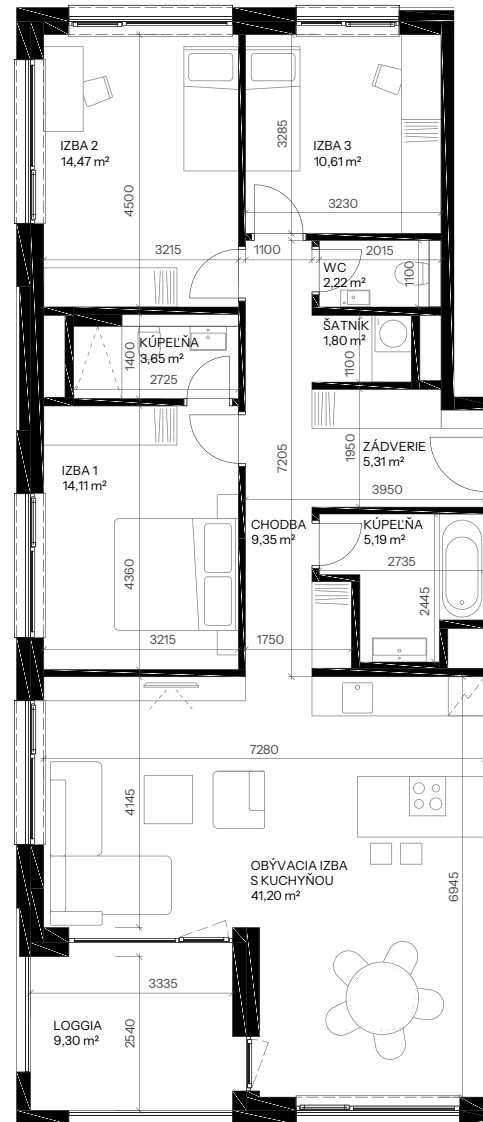 IZBA 2
14,47 m²
4500
3215
3285
IZBA 3
10,61 m²
3230
1100
2015
WC
2,22 m²
1100
ŠATNÍK
1,80 m²
1100
KÚPEĽŇA
3,65 m²
1400
2725
ZÁDVERIE
5,31 m²
1950
3950
7205
IZBA 1
14,11 m²
4360
3215
CHODBA
9,35 m²
1750
KÚPEĽŇA
5,19 m²
2735
2445
7280
4145
OBÝVACIA IZBA
S KUCHYŇOU
41,20 m²
6945
3335
LOGGIA
9,30 m²
2540